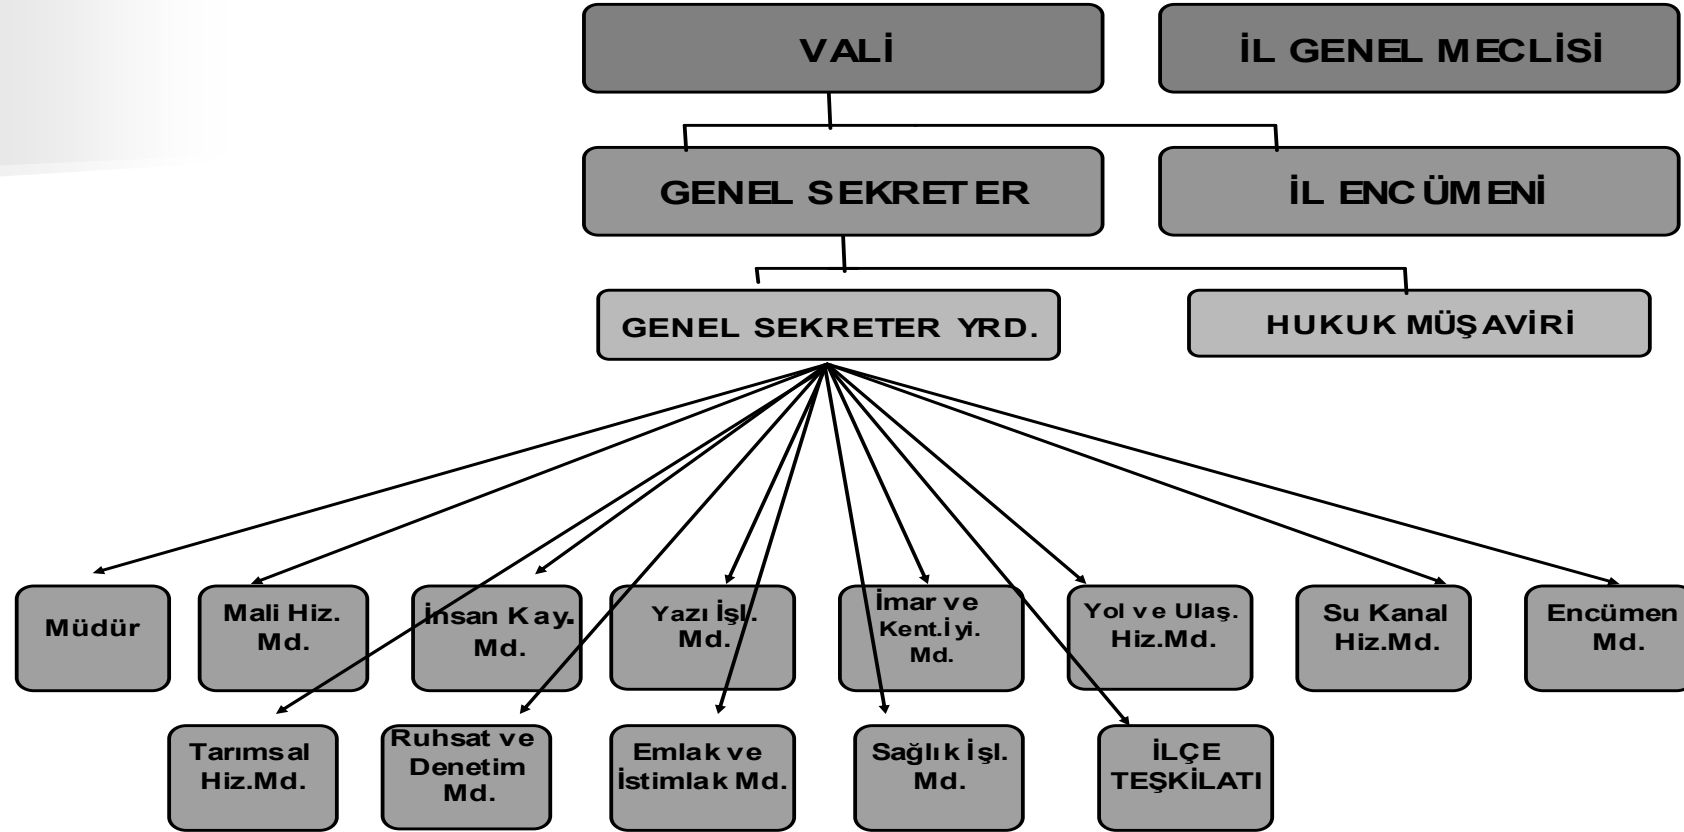 VALİ
İL GENEL MECLİSİ
GENEL SEKRETER
İL ENCÜMENİ
GENEL SEKRETER YRD.
HUKUK MÜŞAVİRİ
Müdür
Mali Hiz.
Md.
İnsan Kay.
Md.
Yazı İşl.
Md.
İmar ve
Kent.İyi.
Md.
Yol ve Ulaş.
Hiz.Md.
Su Kanal
Hiz.Md.
Encümen
Md.
Tarımsal
Hiz.Md.
Ruhsat ve
Denetim
Md.
Emlak ve
İstimlak Md.
Sağlık İşl.
Md.
İLÇE
TEŞKİLATI